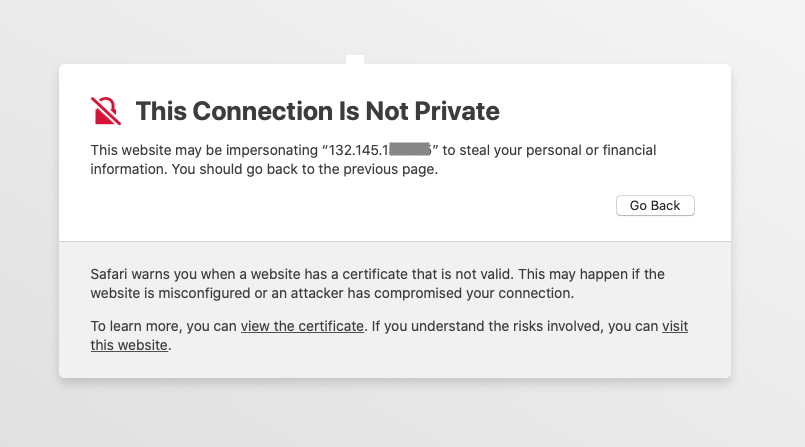 This Connection Is Not Private
This website may be impersonating “132.145.1 ” to steal your personal or financial
information. You should go back to the previous page.
Go Back
Safari warns you when a website has a certificate that is not valid. This may happen if the
website is misconfigured or an attacker has compromised your connection.
To learn more, you can view the certificate. If you understand the risks involved, you can visit
this website.